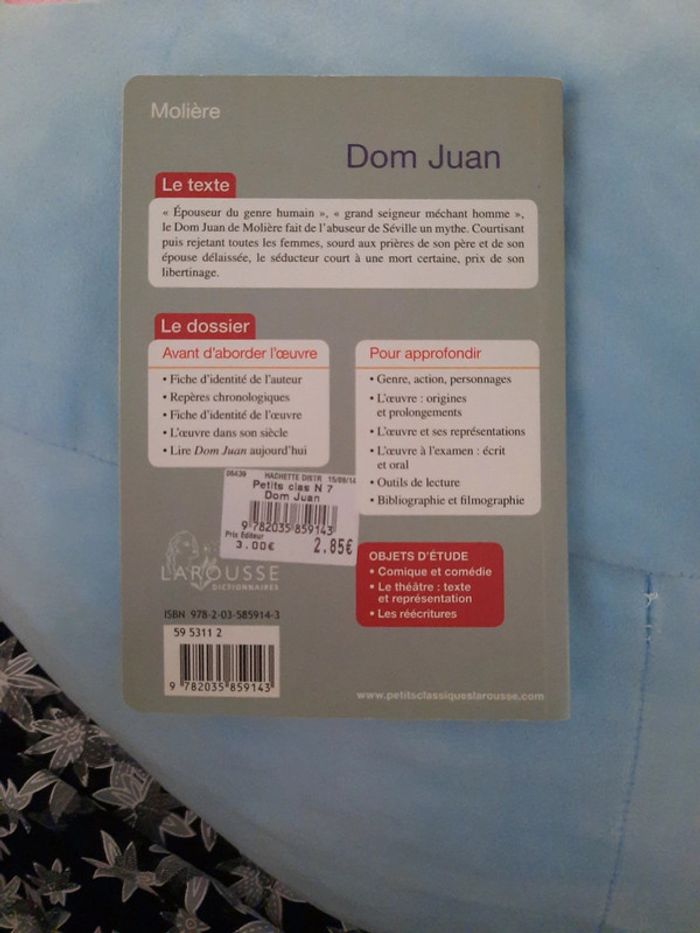 Molière
Dom Juan
Le texte
« Épouseur du genre humain », « grand seigneur méchant homme »,
le Dom Juan de Molière fait de l'abuseur de Séville un mythe. Courtisant
puis rejetant toutes les femmes, sourd aux prières de son père et de son
épouse délaissée, le séducteur court à une mort certaine, prix de son
libertinage.
Le dossier
Avant d'aborder l'œuvre
• Fiche d'identité de l'auteur
• Repères chronologiques
• Fiche d'identité de l'œuvre
• L'œuvre dans son siècle
• Lire Dom Juan aujourd'hui
Pour approfondir
• Genre, action, personnages
• L'œuvre : origines
et prolongements
• L'œuvre et ses représentations
• L'œuvre à l'examen : écrit
et oral
• Outils de lecture
• Bibliographie et filmographie
06439 HACHETTE DISTR 15/09/14
Petits clas N 7
Dom Juan
9 782035 859143
Prix Editeur
3.00€ 2.85€
LAROUSSE
DICTIONNAIRES
OBJETS D'ÉTUDE
• Comique et comédie
• Le théâtre : texte
et représentation
• Les réécritures
ISBN 978-2-03-585914-3
59 5311 2
9 782035 859143
www.petitsclassiqueslarousse.com